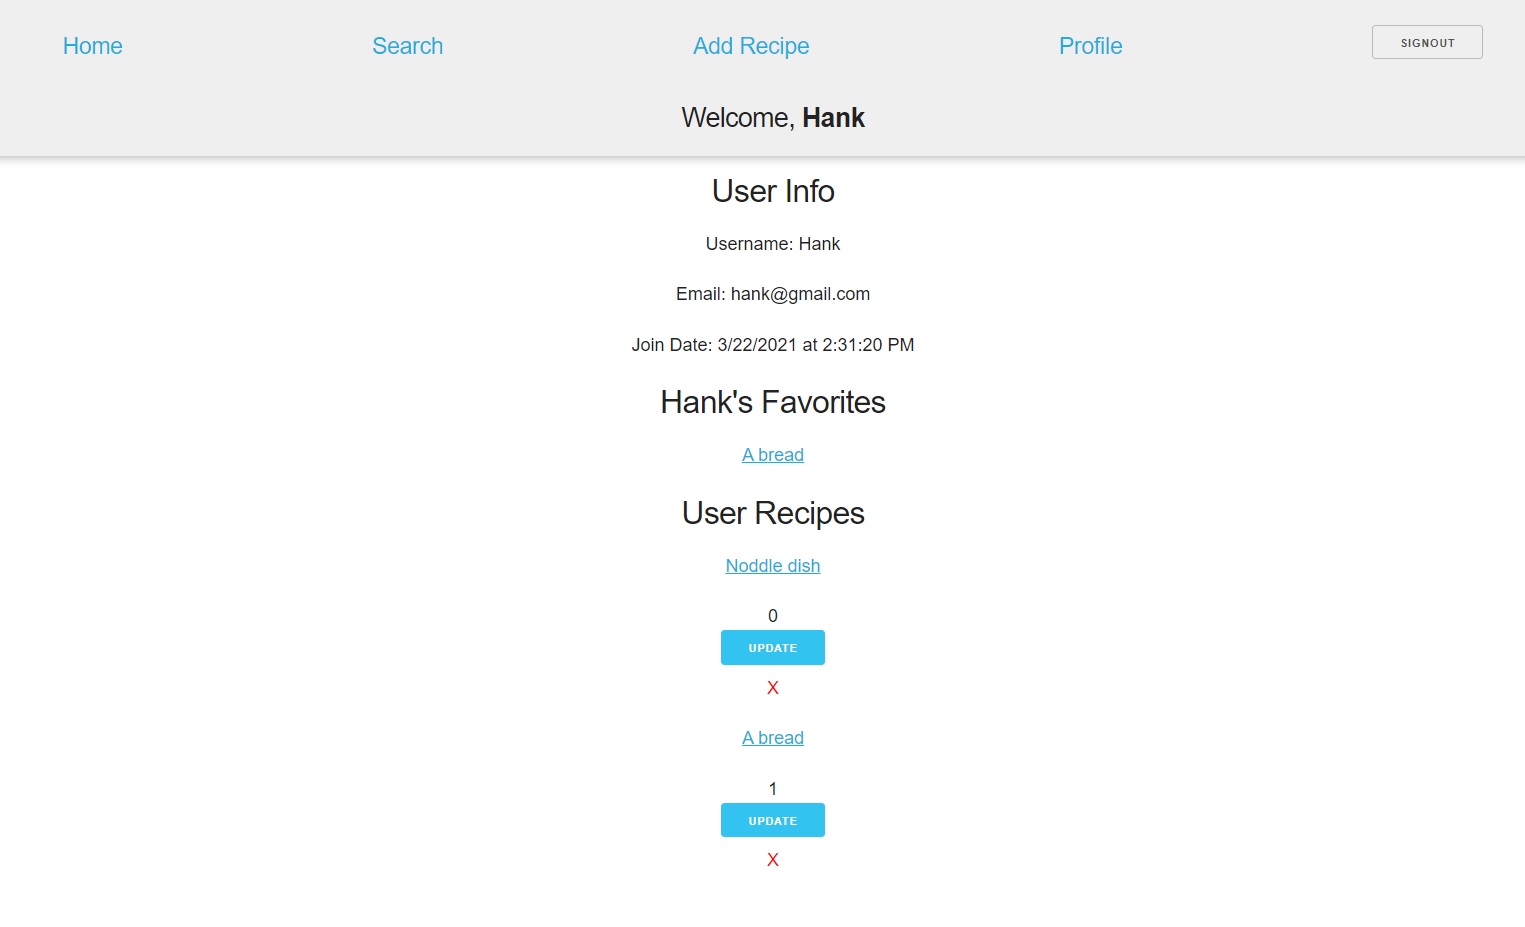 Home Search Add Recipe Profile SIGNOUT
Welcome, Hank
User Info
Username: Hank
Email: hank@gmail.com
Join Date: 3/22/2021 at 2:31:20 PM
Hank's Favorites
A bread
User Recipes
Noddle dish
0
UPDATE
X
A bread
1
UPDATE
X